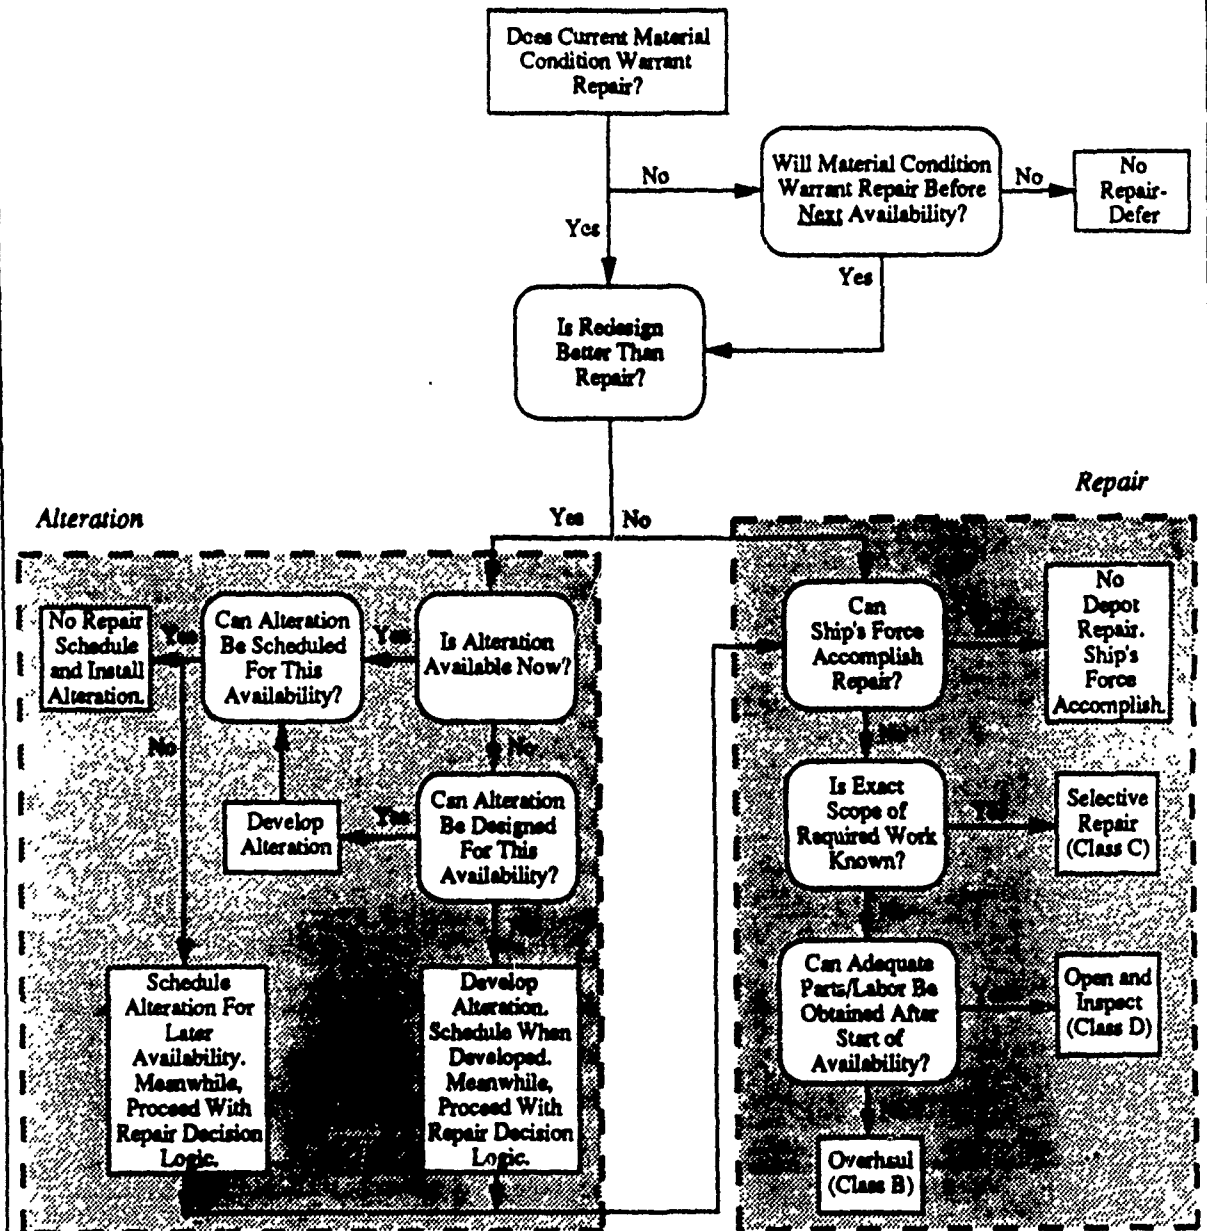 Does Current Material
Condition Warrant
Repair?
No
Will Material Condition
Warrant Repair Before
Next Availability?
No
No
Repair-
Defer
Yes
Yes
Is Redesign
Better Than
Repair?
Repair
Alteration
Yes
No
No Repair
Schedule
and Install
Alteration.
Yes
Can Alteration
Be Scheduled
For This
Availability?
Yes
Is Alteration
Available Now?
No
No
Develop
Alteration
Yes
Can Alteration
Be Designed
For This
Availability?
Schedule
Alteration For
Later
Availability.
Meanwhile,
Proceed With
Repair Decision
Logic.
Develop
Alteration.
Schedule When
Developed.
Meanwhile,
Proceed With
Repair Decision
Logic.
Can
Ship's Force
Accomplish
Repair?
No
Depot
Repair.
Ship's
Force
Accomplish.
No
Is Exact
Scope of
Required Work
Known?
Yes
Selective
Repair
(Class C)
Can Adequate
Parts/Labor Be
Obtained After
Start of
Availability?
Open and
Inspect
(Class D)
Overhaul
(Class B)